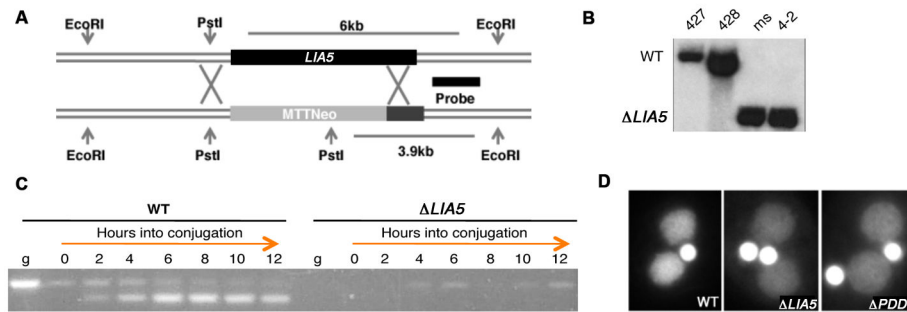 A
EcoRI
PstI
6kb
EcoRI
LIA5
Probe
MTTNeo
EcoRI
PstI
PstI
3.9kb
EcoRI
B
427 428 ms 4-2
WT
ΔLIA5
C
WT
ΔLIA5
Hours into conjugation
Hours into conjugation
g 0 2 4 6 8 10 12 g 0 2 4 6 8 10 12
D
WT
ΔLIA5
ΔPDD